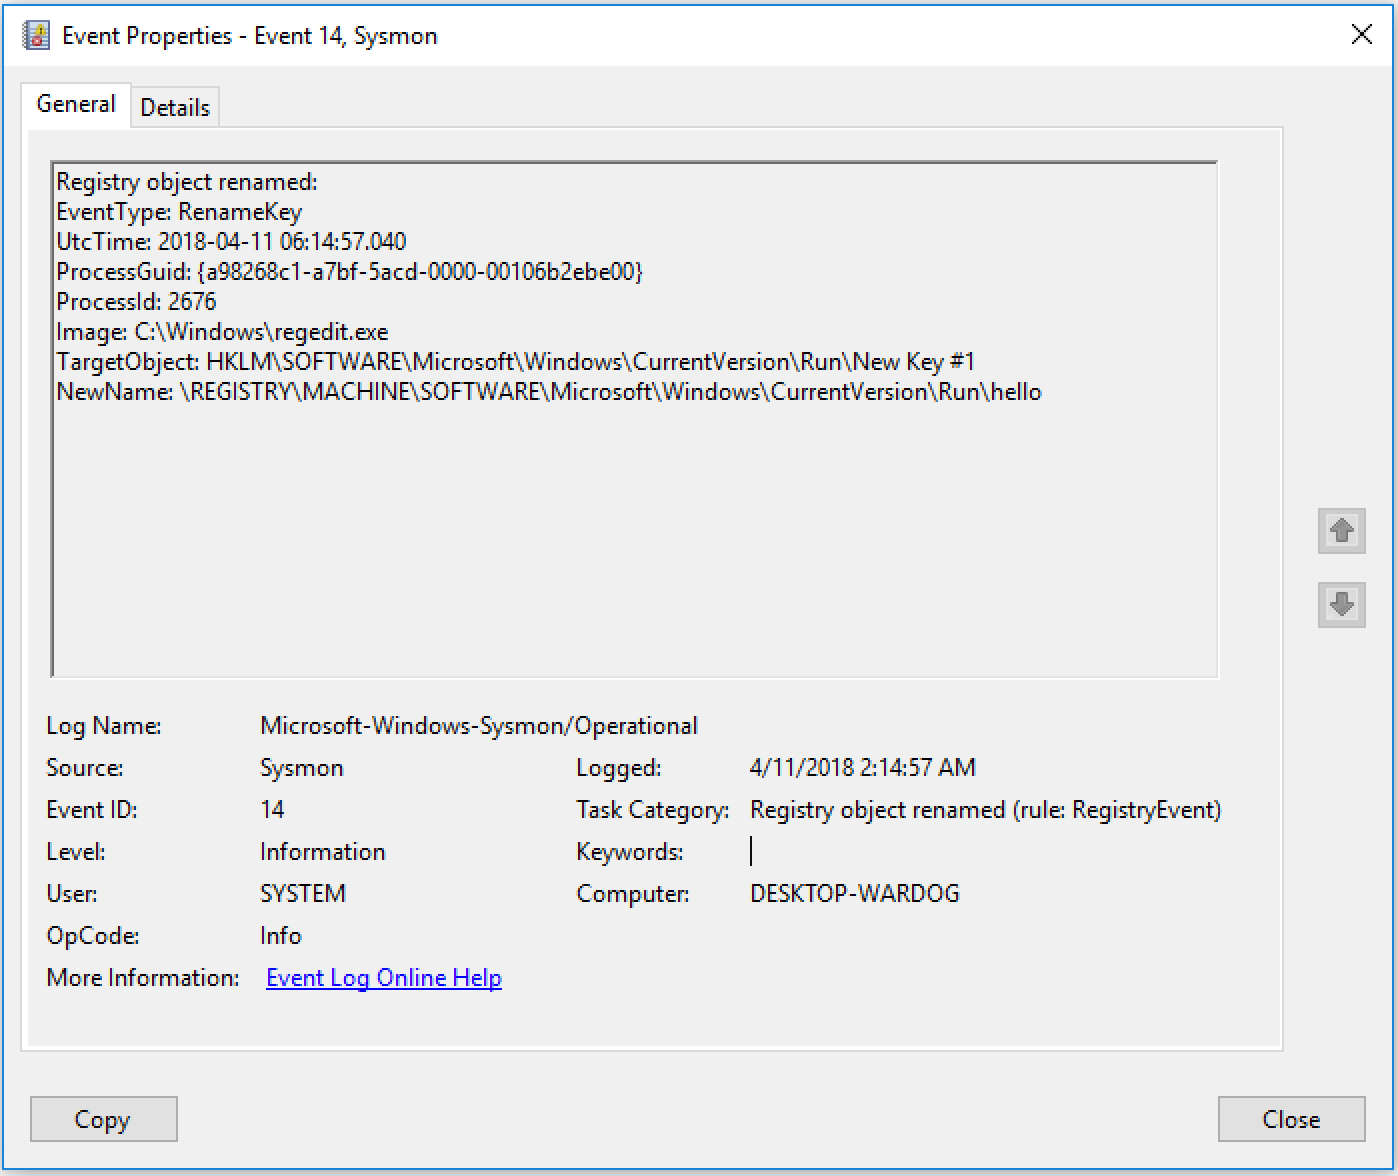 Event Properties - Event 14, Sysmon
General Details
Registry object renamed:
EventType: RenameKey
UtcTime: 2018-04-11 06:14:57.040
ProcessGuid: {a98268c1-a7bf-5acd-0000-00106b2ebe00}
ProcessId: 2676
Image: C:\Windows\regedit.exe
TargetObject: HKLM\SOFTWARE\Microsoft\Windows\CurrentVersion\Run\New Key #1
NewName: \REGISTRY\MACHINE\SOFTWARE\Microsoft\Windows\CurrentVersion\Run\hello
Log Name: Microsoft-Windows-Sysmon/Operational
Source: Sysmon Logged: 4/11/2018 2:14:57 AM
Event ID: 14 Task Category: Registry object renamed (rule: RegistryEvent)
Level: Information Keywords:
User: SYSTEM Computer: DESKTOP-WARDOG
OpCode: Info
More Information: Event Log Online Help
Copy Close